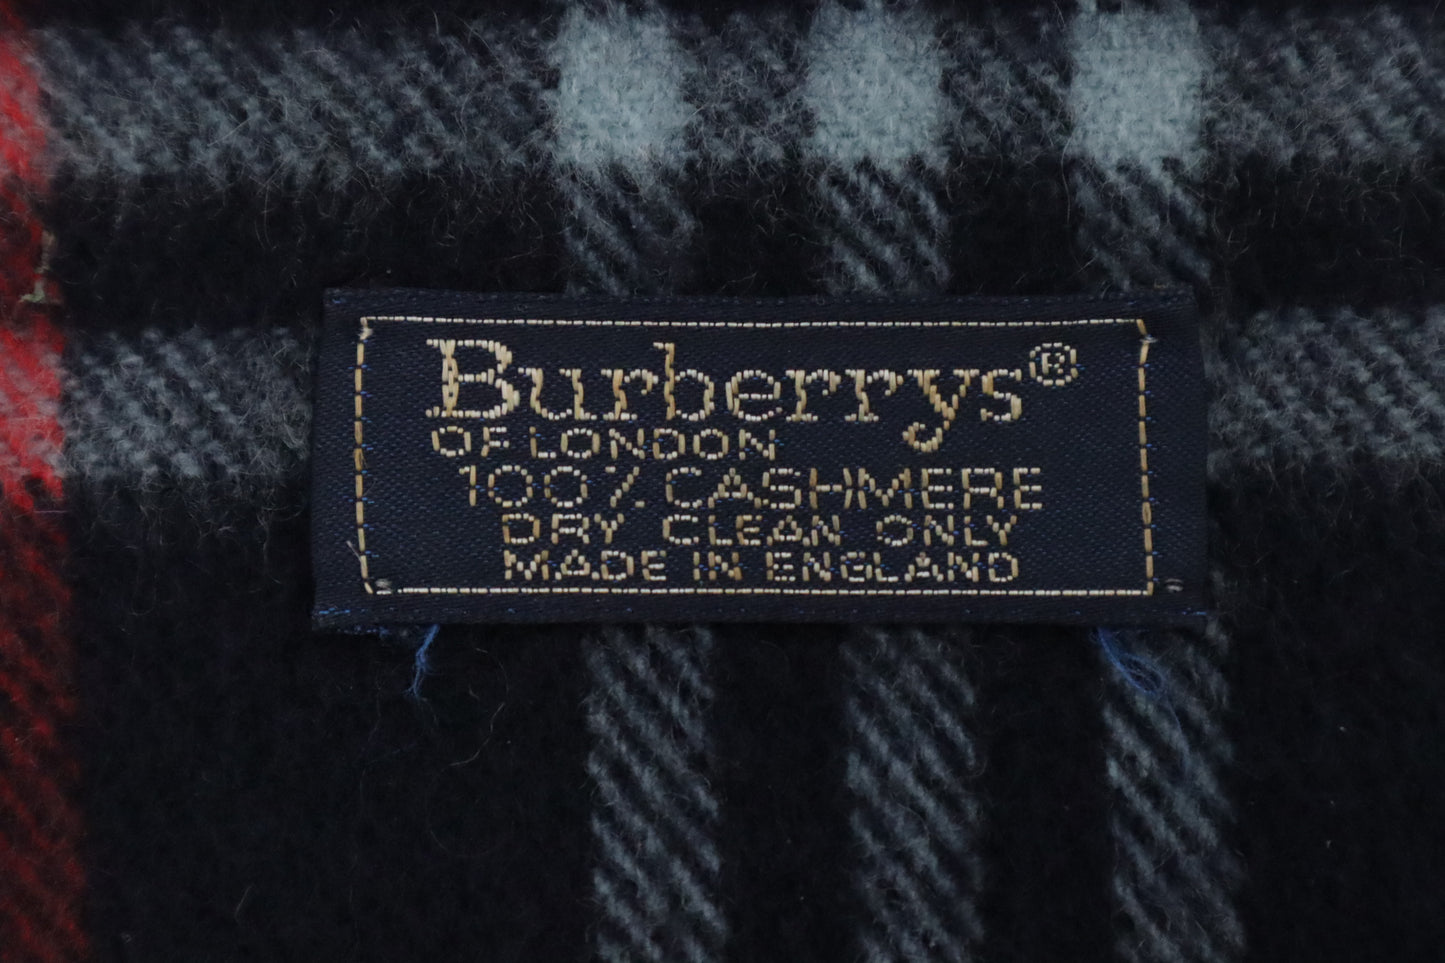 Burberrys®
OF LONDON
100% CASHMERE
DRY CLEAN ONLY
MADE IN ENGLAND